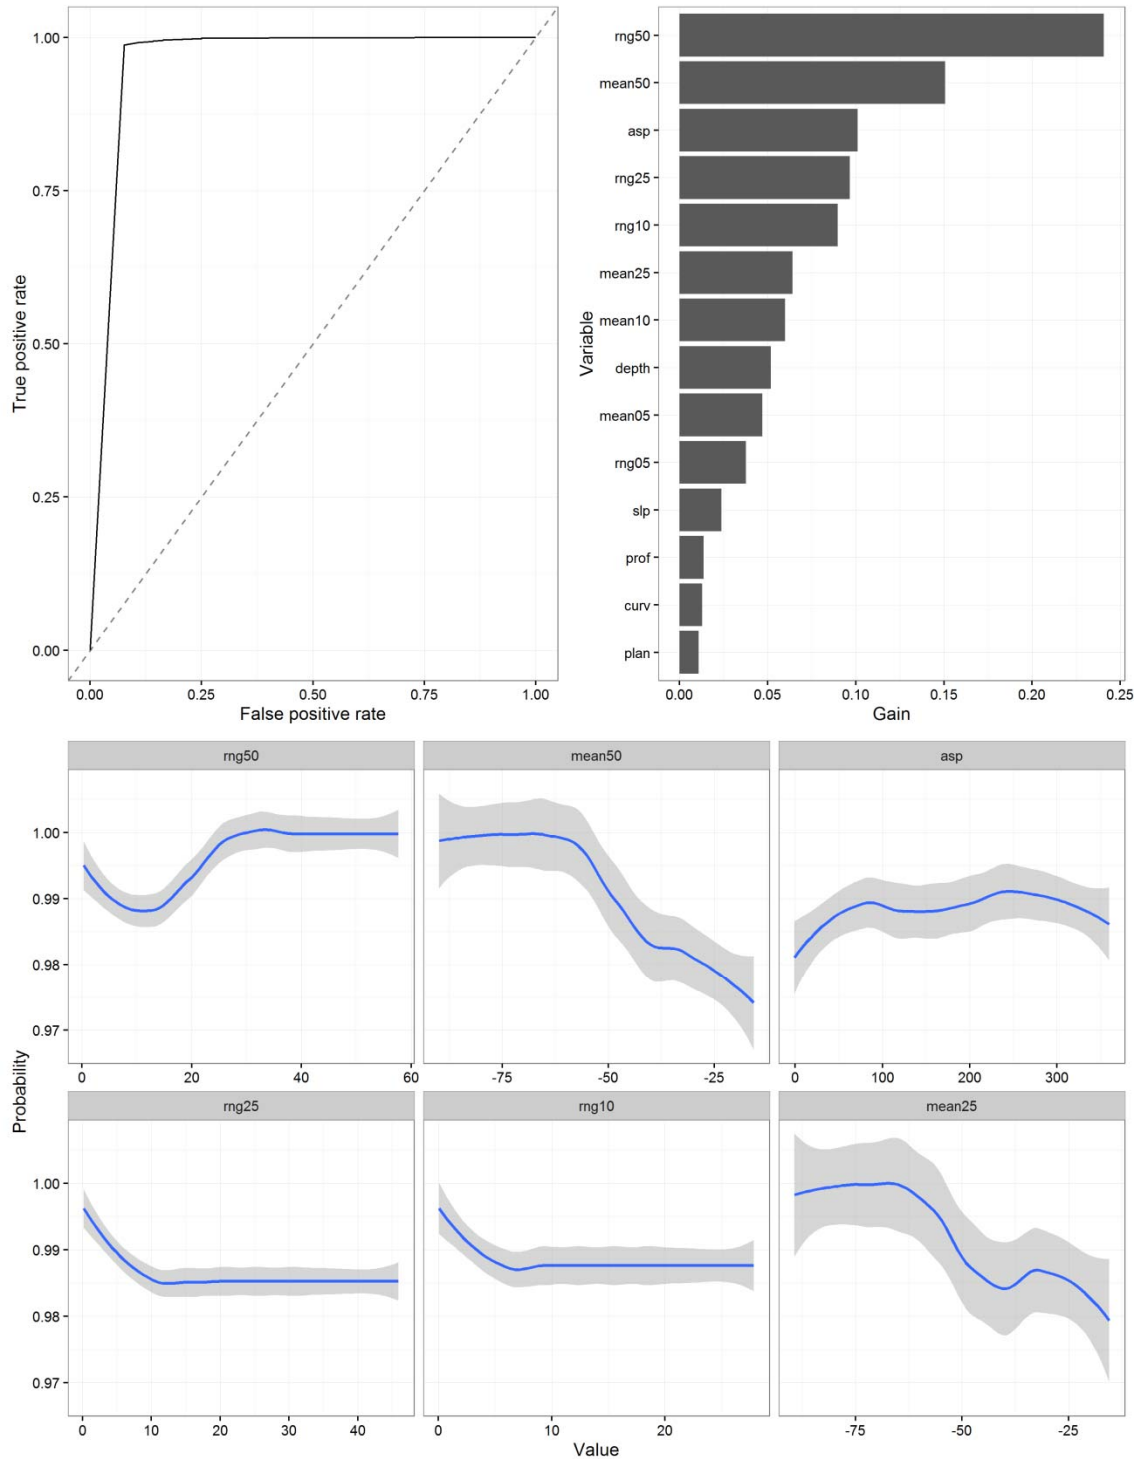 1.00
0.75
0.50
0.25
0.00
True positive rate
0.00 0.25 0.50 0.75 1.00
False positive rate
rng50
mean50
asp
rng25
rng10
mean25
mean10
depth
mean05
rng05
slp
prof
curv
plan
Variable
0.00 0.05 0.10 0.15 0.20 0.25
Gain
rng50 mean50 asp
1.00
0.99
0.98
0.97
0 20 40 60 -75 -50 -25 0 100 200 300
Probability
rng25 rng10 mean25
1.00
0.99
0.98
0.97
0 10 20 30 40 0 10 20 -75 -50 -25
Value